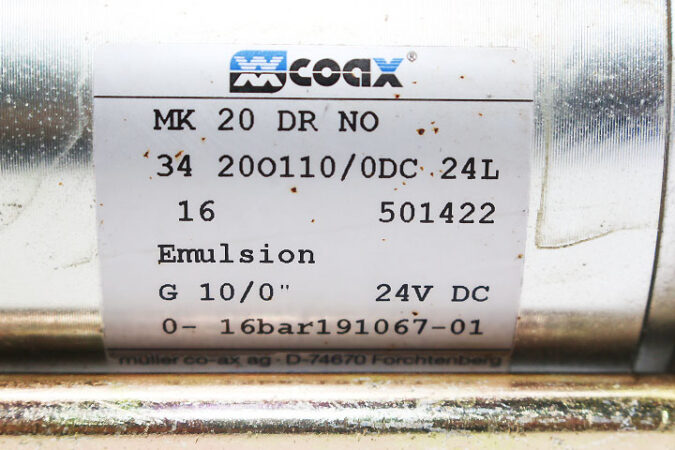 coax®
MK 20 DR NO
34 200110/0DC 24L
16 501422
Emulsion
G 10/0" 24V DC
0- 16bar191067-01
müller co-ax ag · D-74670 Forchtenberg